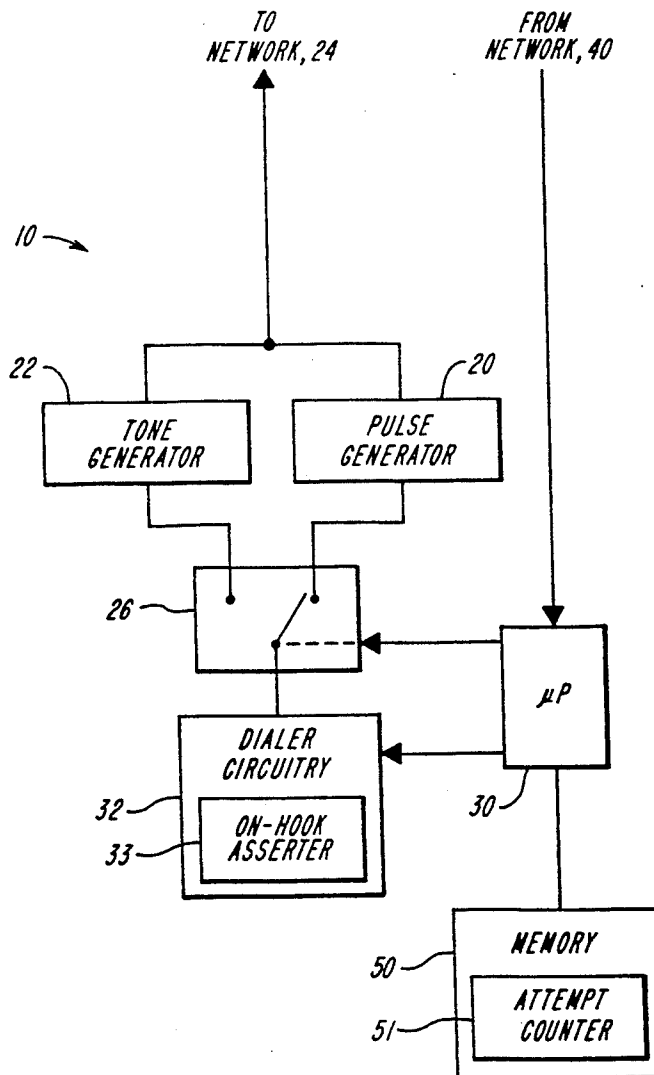 TO
NETWORK, 24
FROM
NETWORK, 40
10
22
TONE
GENERATOR
20
PULSE
GENERATOR
26
μP
30
DIALER
CIRCUITRY
32
ON-HOOK
ASSERTER
33
MEMORY
50
ATTEMPT
COUNTER
51